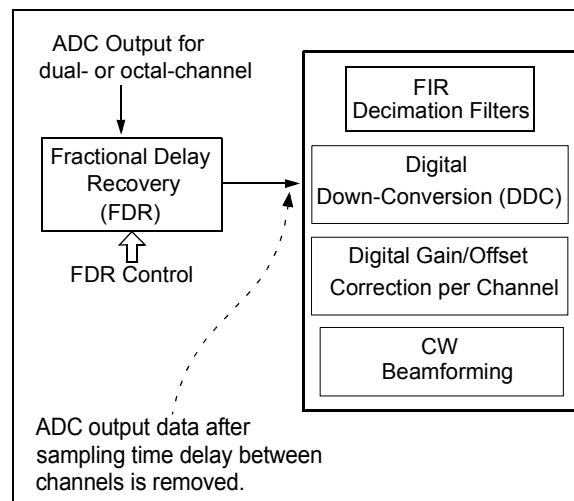 ADC Output for
dual- or octal-channel
Fractional Delay
Recovery
(FDR)
FDR Control
FIR
Decimation Filters
Digital
Down-Conversion (DDC)
Digital Gain/Offset
Correction per Channel
CW
Beamforming
ADC output data after
sampling time delay between
channels is removed.